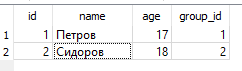 id name age group_id
1 1 Петров 17 1
2 2 Сидоров 18 2